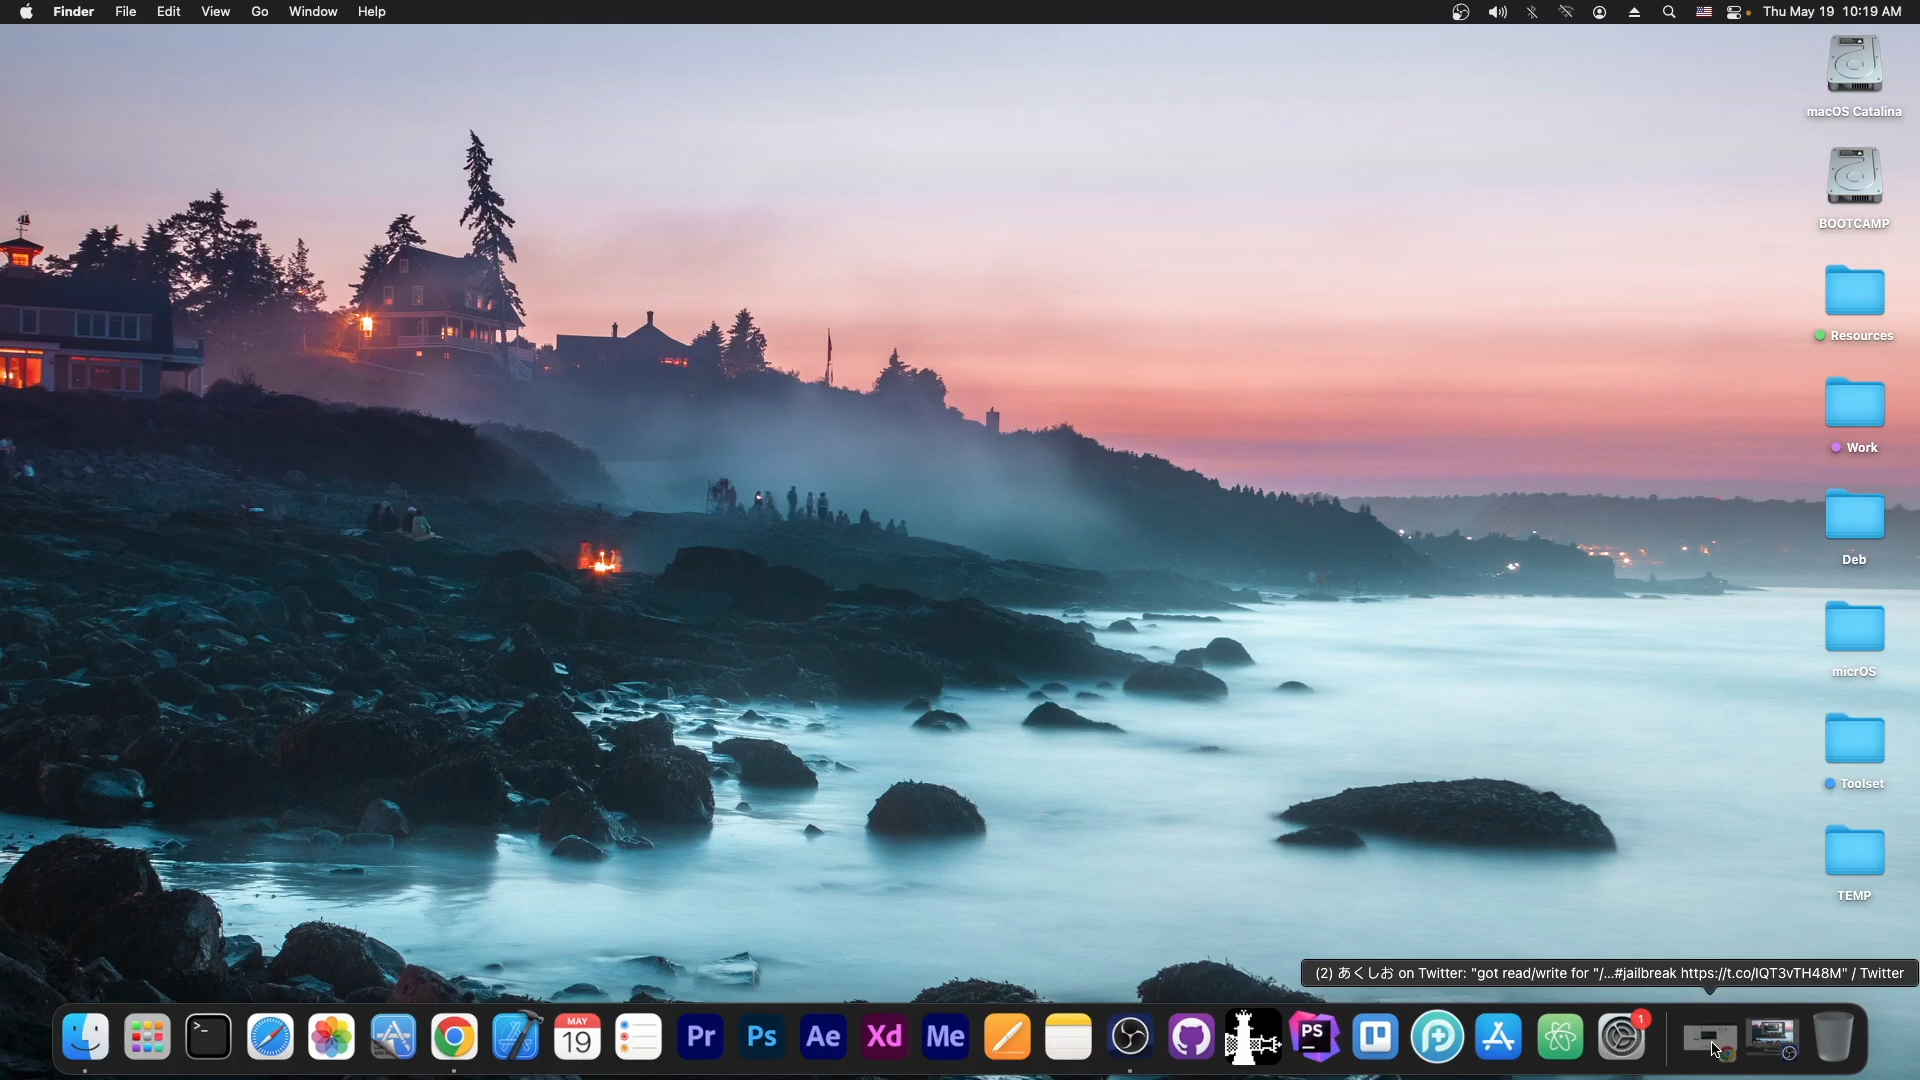 Finder File Edit View Go Window Help
Thu May 19 10:19 AM
macOS Catalina
BOOTCAMP
Resources
Work
Deb
micrOS
Toolset
TEMP
(2) あくしお on Twitter: "got read/write for "/...#jailbreak https://t.co/IQT3vTH48M" / Twitter
>_
MAY
19
Pr
Ps
Ae
Xd
Me
PS
1